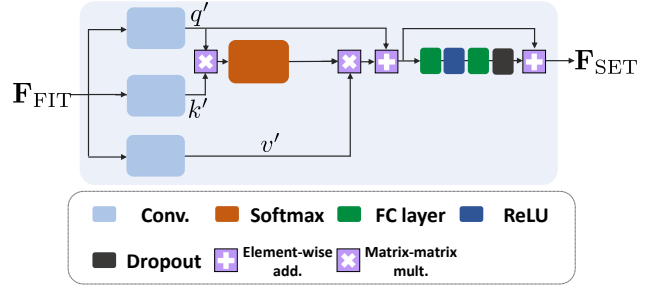 q′
F_FIT
k′
v′
F_SET
Conv.
Softmax
FC layer
ReLU
Dropout
Element-wise
add.
Matrix-matrix
mult.